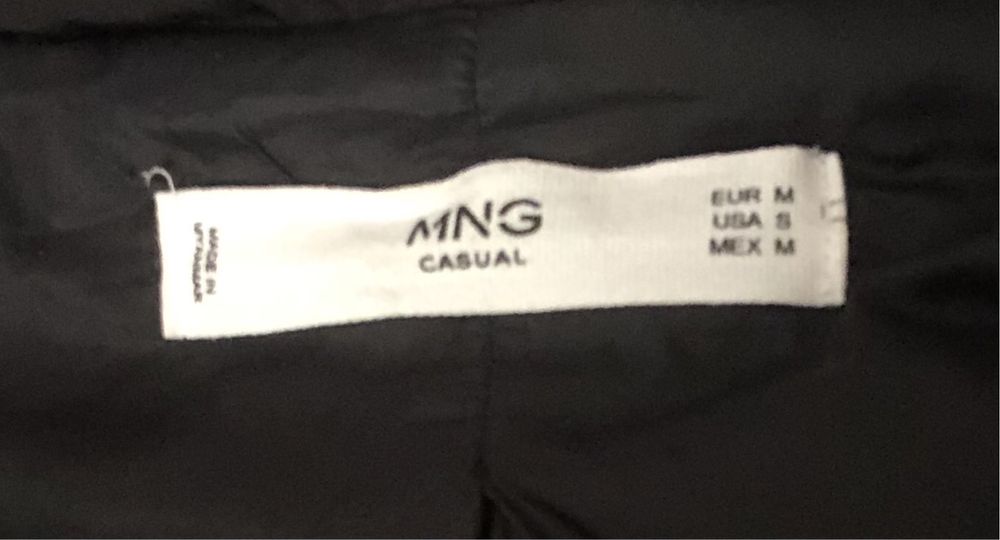 MADE IN
MYANMAR
MNG
CASUAL
EUR M
USA S
MEX M